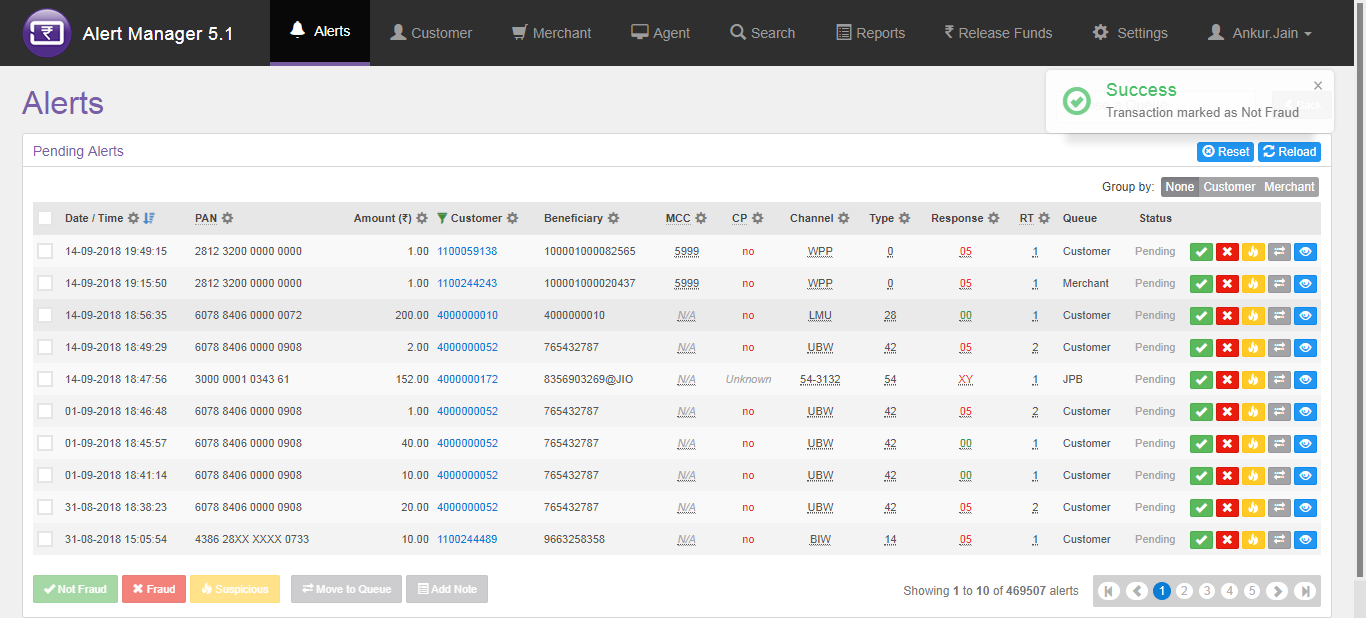 Alert Manager 5.1 Alerts Customer Merchant Agent Search Reports ₹ Release Funds Settings Ankur.Jain
Success
Transaction marked as Not Fraud
Alerts
Pending Alerts Reset Reload
Group by: None Customer Merchant
Date / Time PAN Amount (₹) Customer Beneficiary MCC CP Channel Type Response RT Queue Status
14-09-2018 19:49:15 2812 3200 0000 0000 1.00 1100059138 100001000082565 5999 no WPP 0 05 1 Customer Pending
14-09-2018 19:15:50 2812 3200 0000 0000 1.00 1100244243 100001000020437 5999 no WPP 0 05 1 Merchant Pending
14-09-2018 18:56:35 6078 8406 0000 0072 200.00 4000000010 4000000010 N/A no LMU 28 00 1 Customer Pending
14-09-2018 18:49:29 6078 8406 0000 0908 2.00 4000000052 765432787 N/A no UBW 42 05 2 Customer Pending
14-09-2018 18:47:56 3000 0001 0343 61 152.00 4000000172 8356903269@JIO N/A Unknown 54-3132 54 XY 1 JPB Pending
01-09-2018 18:46:48 6078 8406 0000 0908 1.00 4000000052 765432787 N/A no UBW 42 05 2 Customer Pending
01-09-2018 18:45:57 6078 8406 0000 0908 40.00 4000000052 765432787 N/A no UBW 42 00 1 Customer Pending
01-09-2018 18:41:14 6078 8406 0000 0908 10.00 4000000052 765432787 N/A no UBW 42 00 1 Customer Pending
31-08-2018 18:38:23 6078 8406 0000 0908 20.00 4000000052 765432787 N/A no UBW 42 05 2 Customer Pending
31-08-2018 15:05:54 4386 28XX XXXX 0733 10.00 1100244489 9663258358 N/A no BIW 14 05 1 Customer Pending
Not Fraud Fraud Suspicious Move to Queue Add Note Showing 1 to 10 of 469507 alerts 1 2 3 4 5